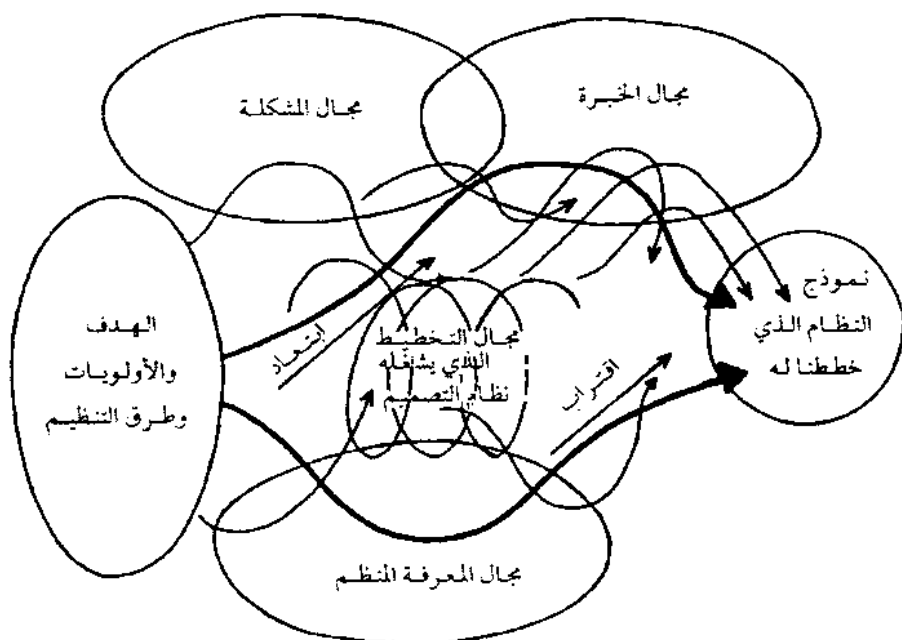 مجال الخبرة
مجال المشكلة
نموذج
النظام الذي
خططنا له
الهدف
والأولويات
وطرق التنظيم
ابتعاد
مجال التخطيط
الذي يشغله
نظام التصميم
اقتراب
مجال المعرفة المنظم